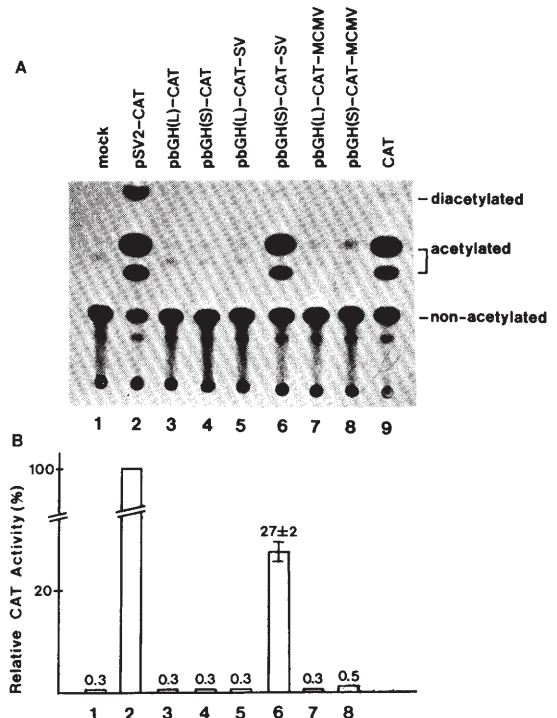 A
mock
pSV2-CAT
pbGH(L)-CAT
pbGH(S)-CAT
pbGH(L)-CAT-SV
pbGH(S)-CAT-SV
pbGH(L)-CAT-MCMV
pbGH(S)-CAT-MCMV
CAT
diacetylated
acetylated
non-acetylated
1 2 3 4 5 6 7 8 9
B
Relative CAT Activity (%)
100
20
0.3
0.3
0.3
0.3
27±2
0.3
0.5
1 2 3 4 5 6 7 8